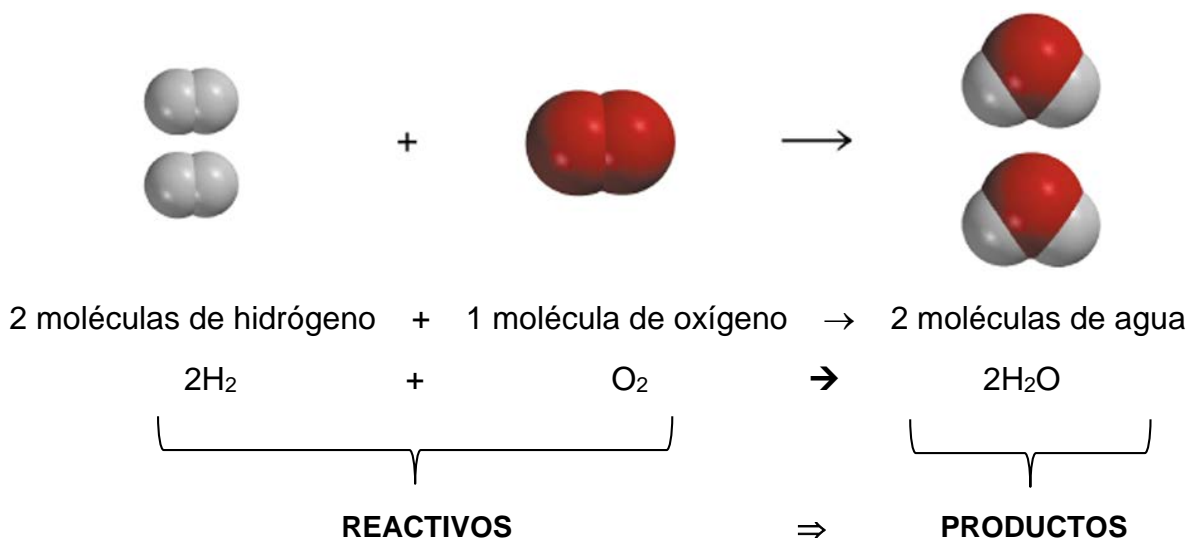 + →
2 moléculas de hidrógeno + 1 molécula de oxígeno → 2 moléculas de agua
2H₂ + O₂ ➔ 2H₂O
REACTIVOS ⇒ PRODUCTOS